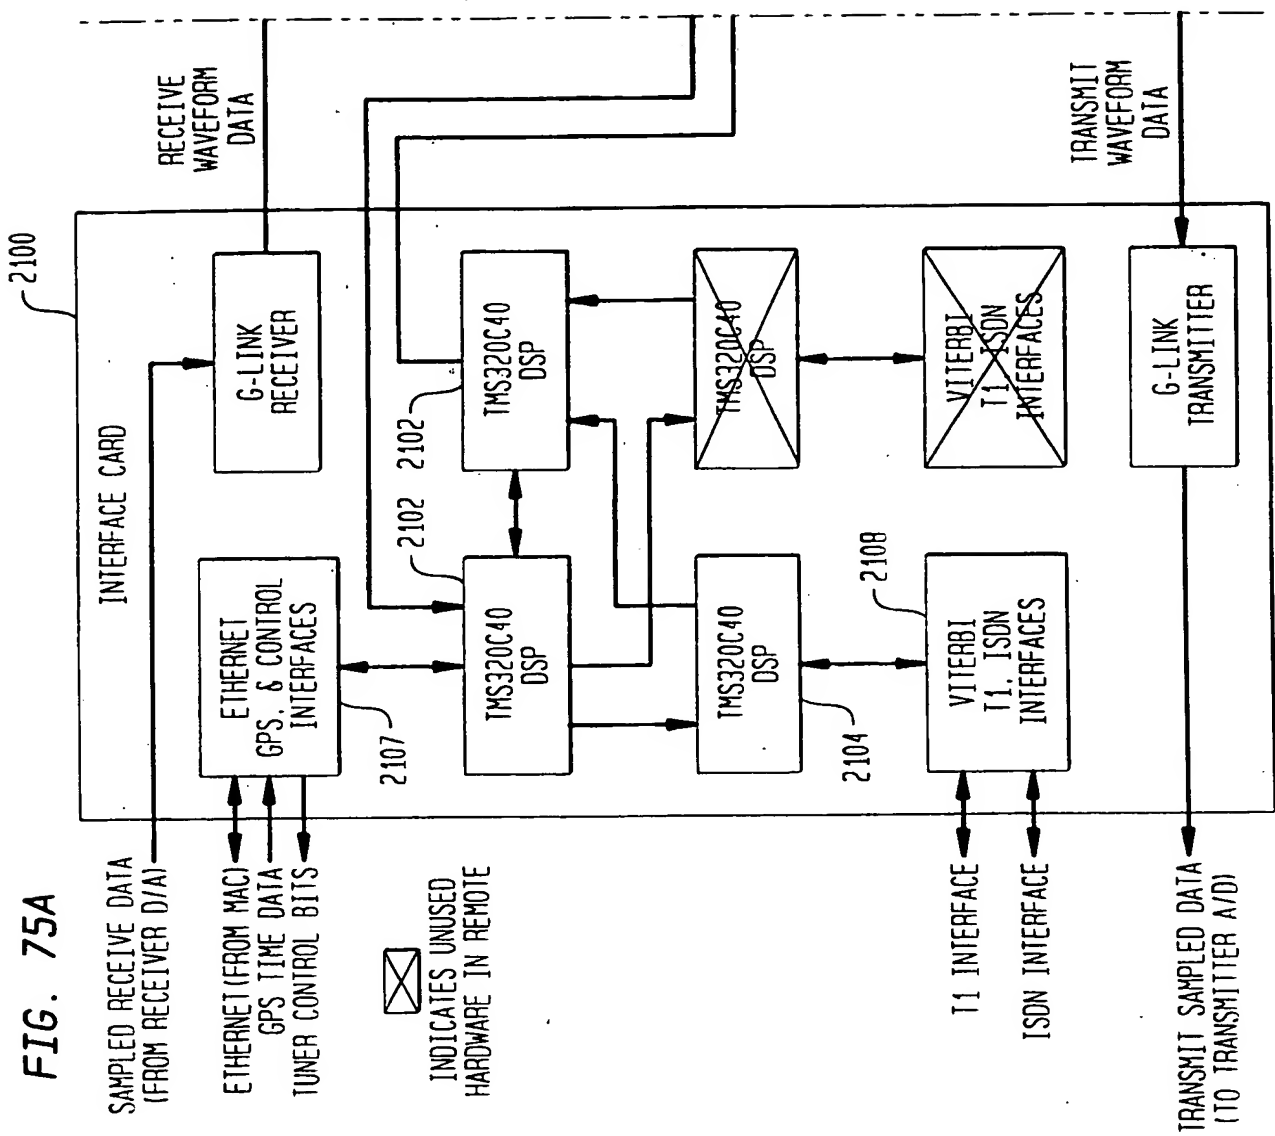 FIG. 75A
SAMPLED RECEIVE DATA
(FROM RECEIVER D/A)
INTERFACE CARD
2100
RECEIVE
WAVEFORM
DATA
G-LINK
RECEIVER
ETHERNET(FROM MAC)
GPS TIME DATA
TUNER CONTROL BITS
ETHERNET
GPS, & CONTROL
INTERFACES
2107
INDICATES UNUSED
HARDWARE IN REMOTE
2102
TMS320C40
DSP
2102
TMS320C40
DSP
TMS320C40
DSP
2104
TMS320C40
DSP
T1 INTERFACE
ISDN INTERFACE
2108
VITERBI
T1, ISDN
INTERFACES
VITERBI
T1 ISDN
INTERFACES
TRANSMIT
WAVEFORM
DATA
G-LINK
TRANSMITTER
TRANSMIT SAMPLED DATA
(TO TRANSMITTER A/D)